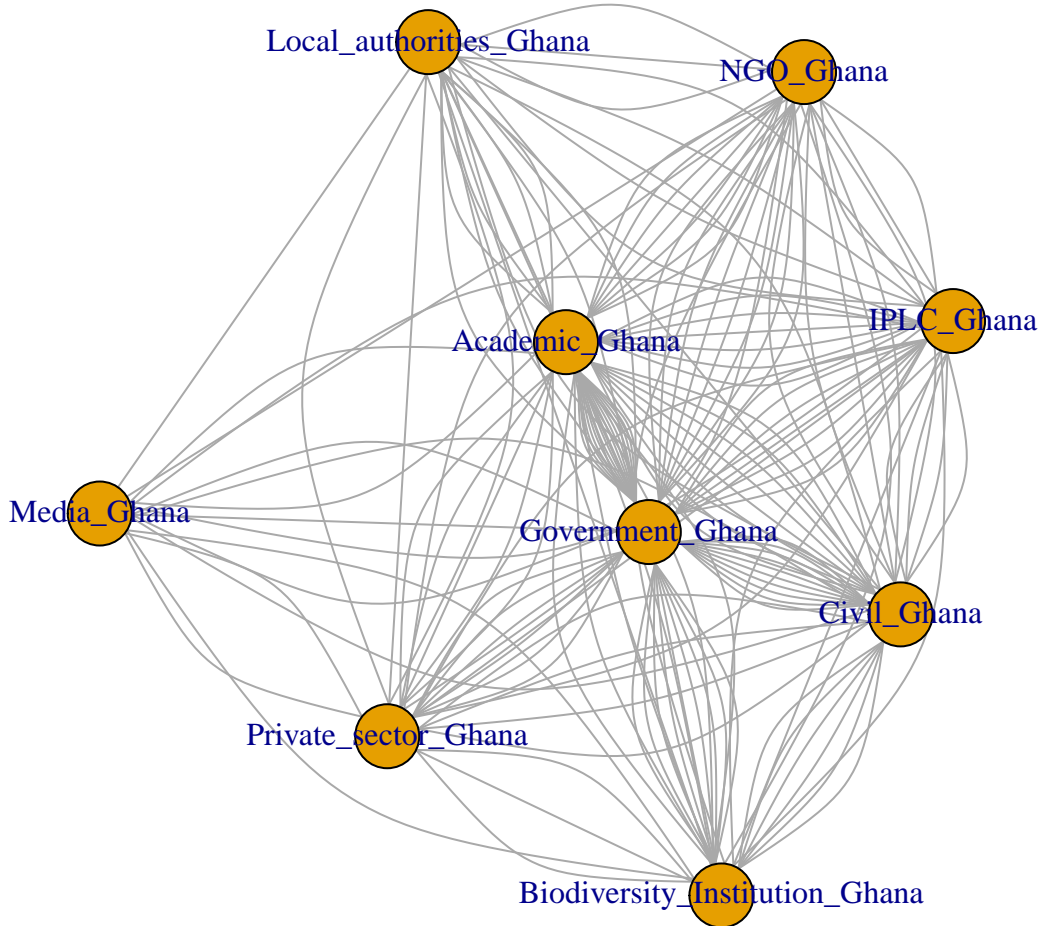 Local_authorities_Ghana
NGO_Ghana
IPLC_Ghana
Academic_Ghana
Media_Ghana
Government_Ghana
Civil_Ghana
Private_sector_Ghana
Biodiversity_Institution_Ghana